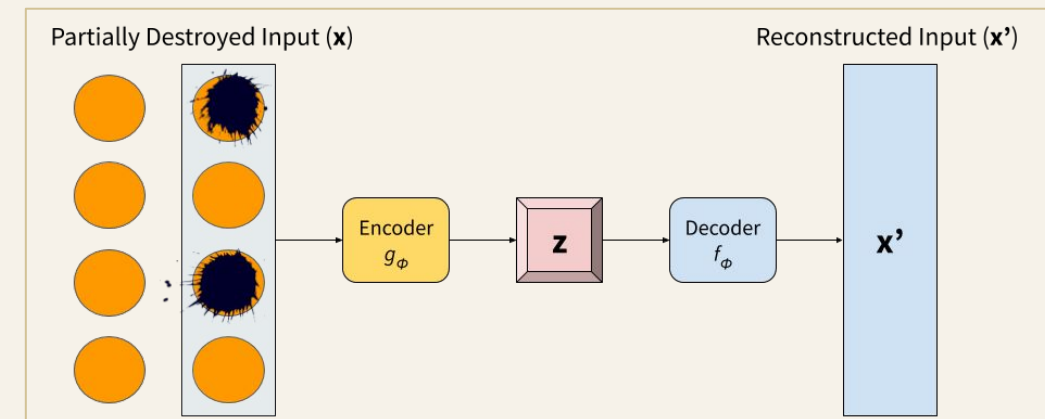 Partially Destroyed Input (x)
Reconstructed Input (x’)
Encoder
gΦ
z
Decoder
fΦ
x’